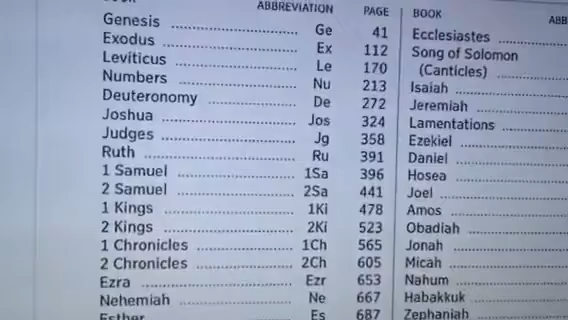 ABBREVIATION PAGE
Genesis Ge 41
Exodus Ex 112
Leviticus Le 170
Numbers Nu 213
Deuteronomy De 272
Joshua Jos 324
Judges Jg 358
Ruth Ru 391
1 Samuel 1Sa 396
2 Samuel 2Sa 441
1 Kings 1Ki 478
2 Kings 2Ki 523
1 Chronicles 1Ch 565
2 Chronicles 2Ch 605
Ezra Ezr 653
Nehemiah Ne 667
Esther Es 687
BOOK ABB
Ecclesiastes
Song of Solomon
(Canticles)
Isaiah
Jeremiah
Lamentations
Ezekiel
Daniel
Hosea
Joel
Amos
Obadiah
Jonah
Micah
Nahum
Habakkuk
Zephaniah